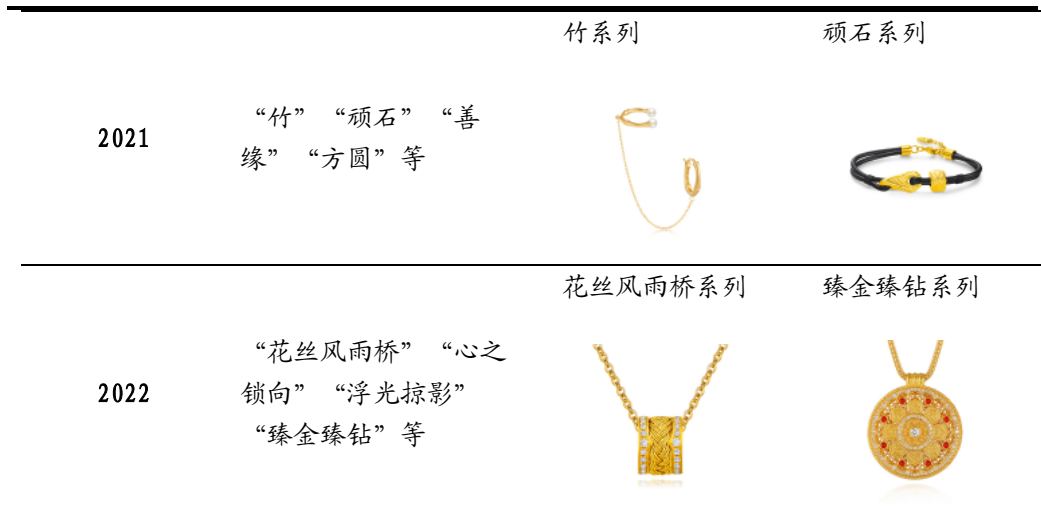 竹系列 顽石系列
2021
“竹” “顽石” “善
缘” “方圆”等
花丝风雨桥系列 臻金臻钻系列
2022
“花丝风雨桥” “心之
锁向” “浮光掠影”
“臻金臻钻”等